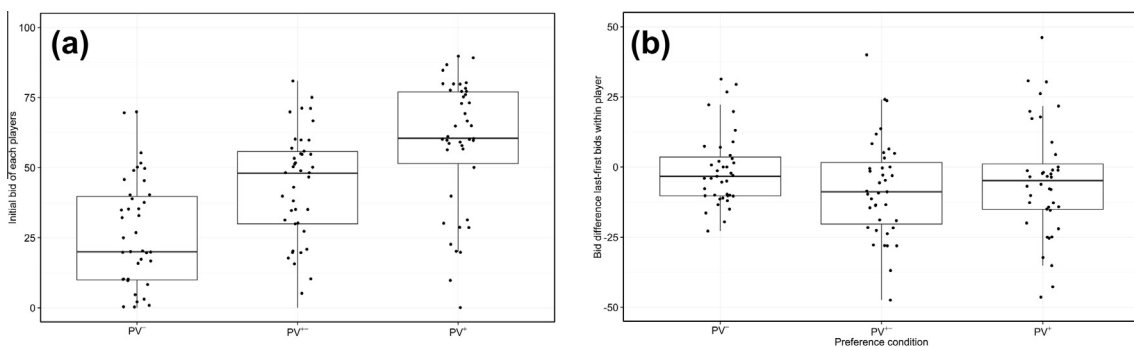 (a)
Initial bid of each players
100
75
50
25
0
PV⁻
PV⁺⁻
PV⁺
(b)
Bid difference last-first bids within player
25
0
-25
-50
PV⁻
PV⁺⁻
PV⁺
Preference condition